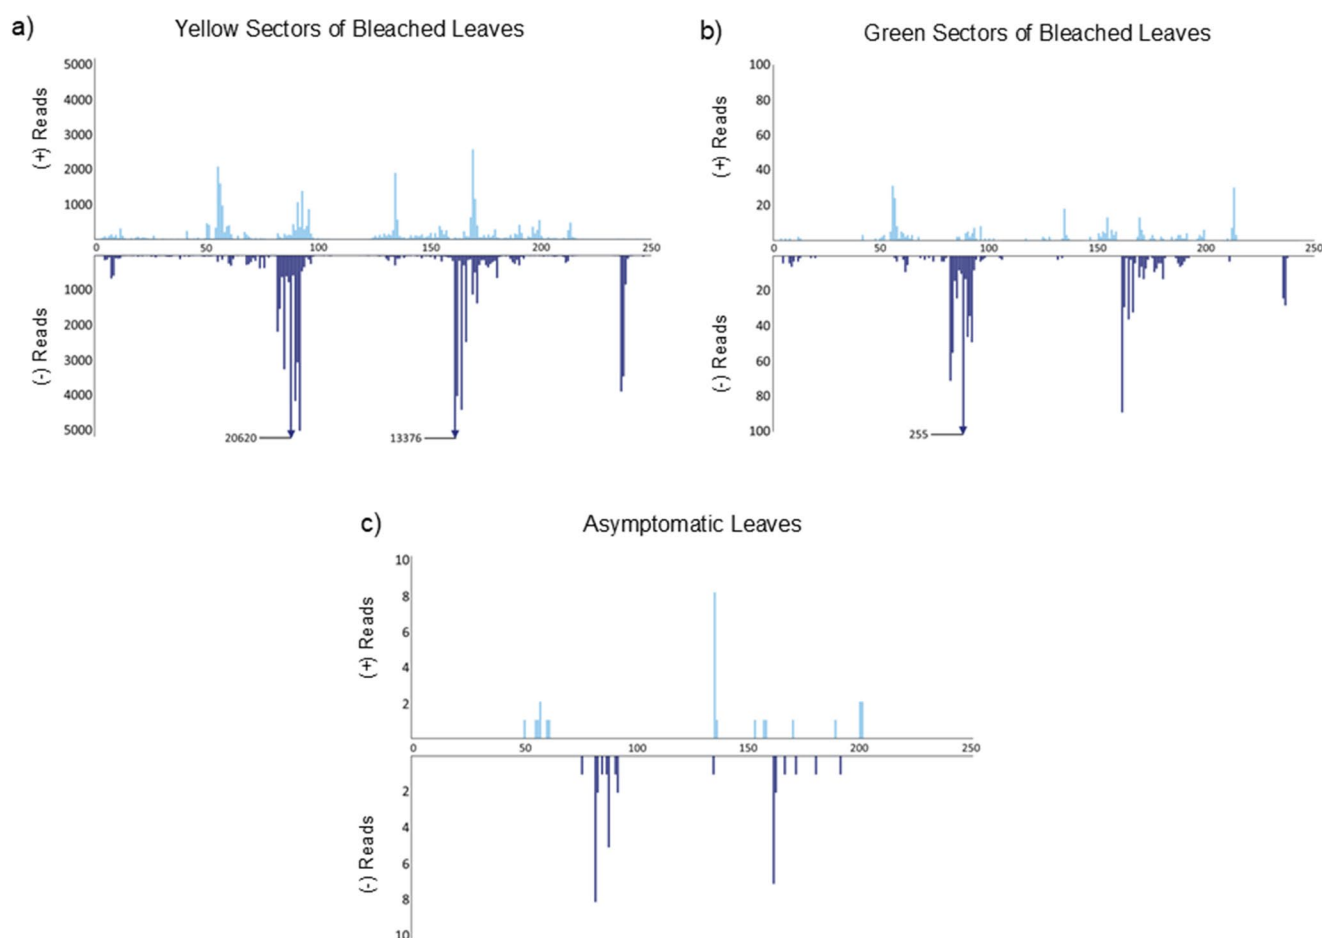 a)
Yellow Sectors of Bleached Leaves
5000
4000
3000
2000
1000
(+) Reads
0 50 100 150 200 250
1000
2000
3000
4000
5000
(-) Reads
20620
13376
b)
Green Sectors of Bleached Leaves
100
80
60
40
20
(+) Reads
0 50 100 150 200 250
20
40
60
80
100
(-) Reads
255
c)
Asymptomatic Leaves
10
8
6
4
2
(+) Reads
0 50 100 150 200 250
2
4
6
8
10
(-) Reads